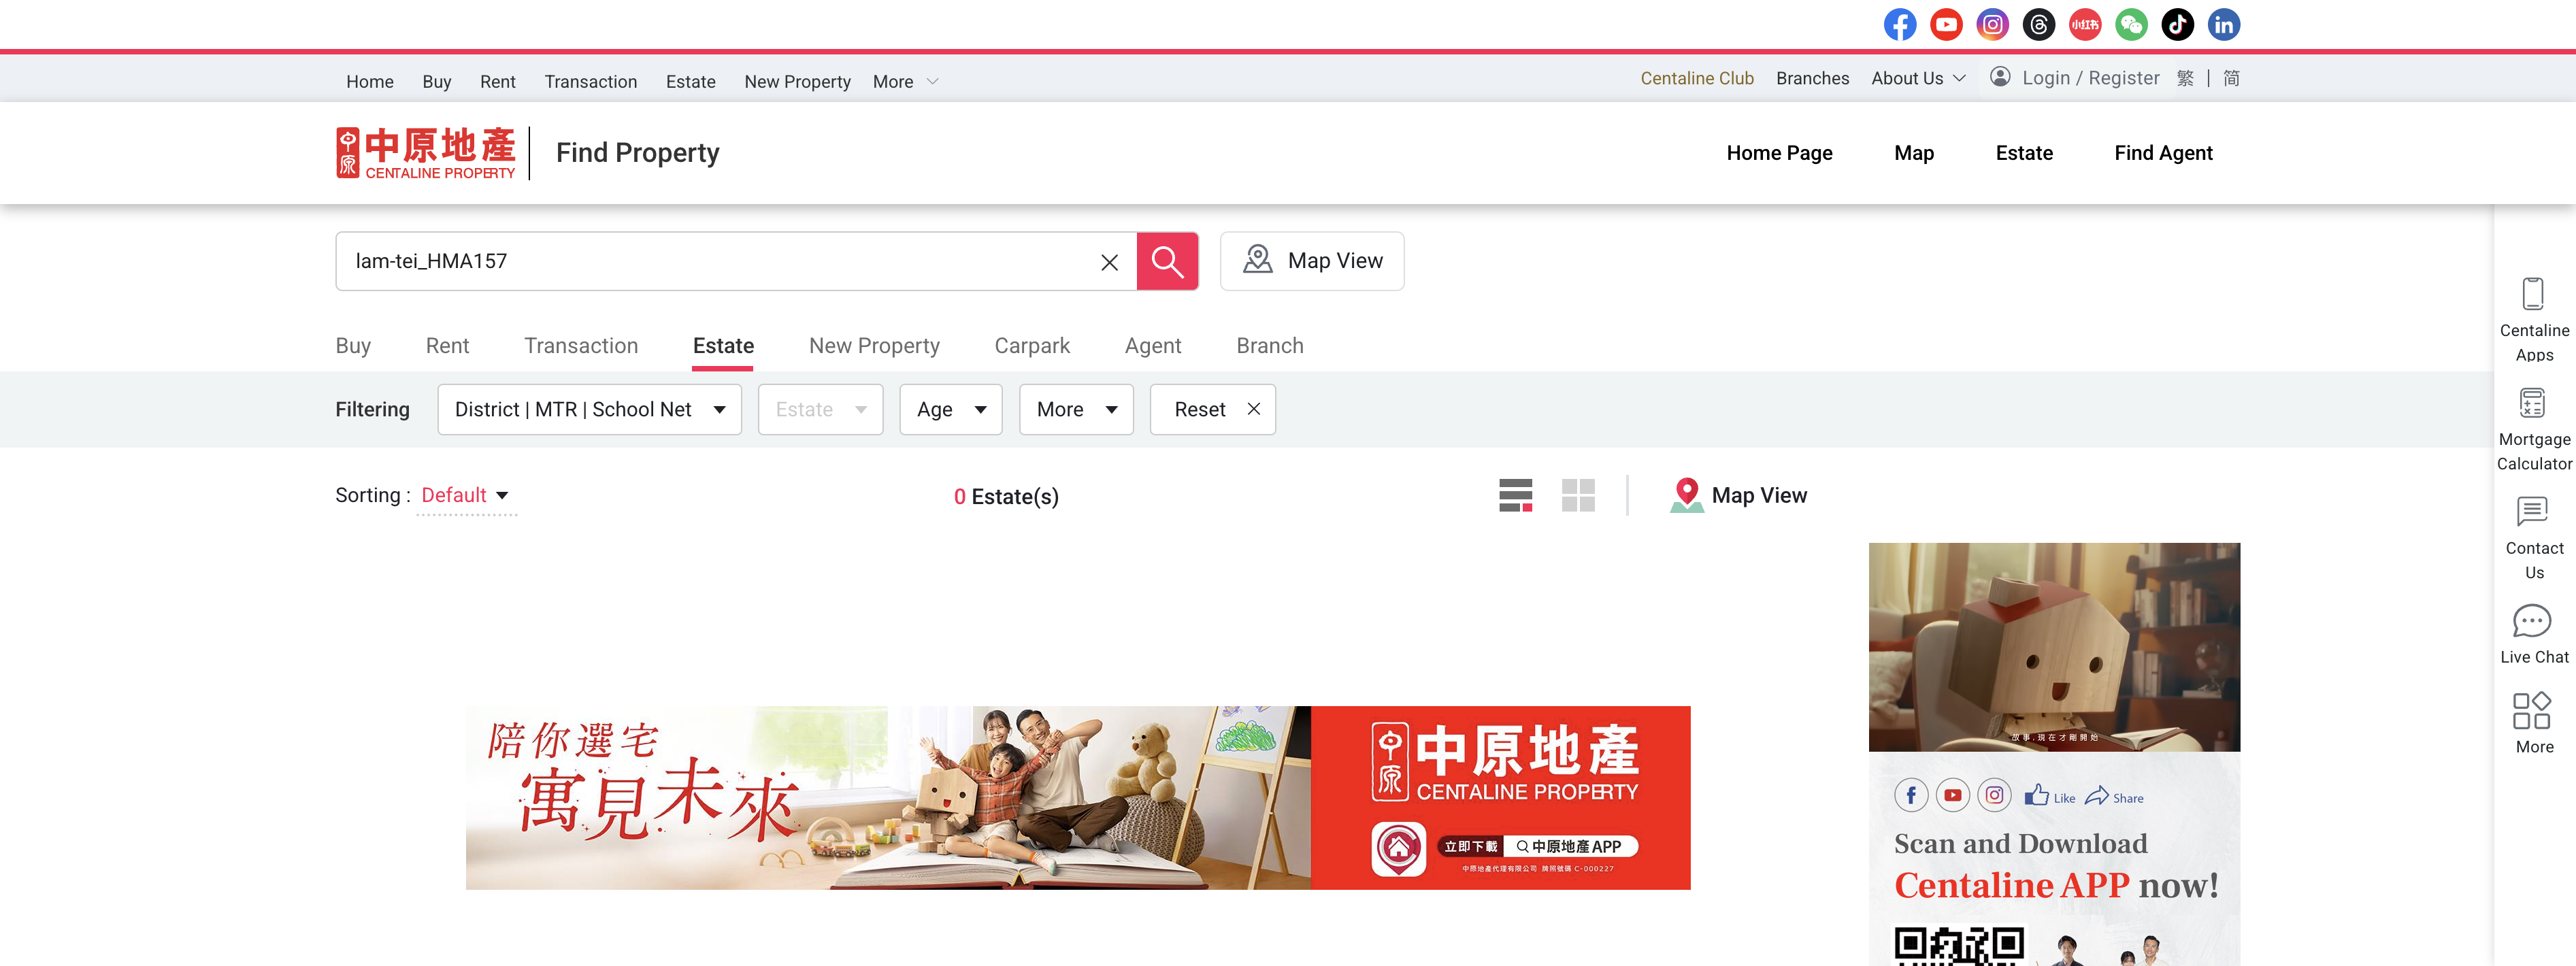 小红书
Home Buy Rent Transaction Estate New Property More
Centaline Club Branches About Us Login / Register 繁 | 简
中原
中原地產
CENTALINE PROPERTY
Find Property
Home Page Map Estate Find Agent
lam-tei_HMA157
Map View
Buy Rent Transaction Estate New Property Carpark Agent Branch
Filtering District | MTR | School Net Estate Age More Reset
Sorting : Default
0 Estate(s)
Map View
陪你選宅
寓見未來
中原
中原地產
CENTALINE PROPERTY
立即下載 中原地產APP
中原地產代理有限公司 牌照號碼 C-000227
故事,現在才剛開始
Like Share
Scan and Download
Centaline APP now!
Centaline
Apps
Mortgage
Calculator
Contact
Us
Live Chat
More